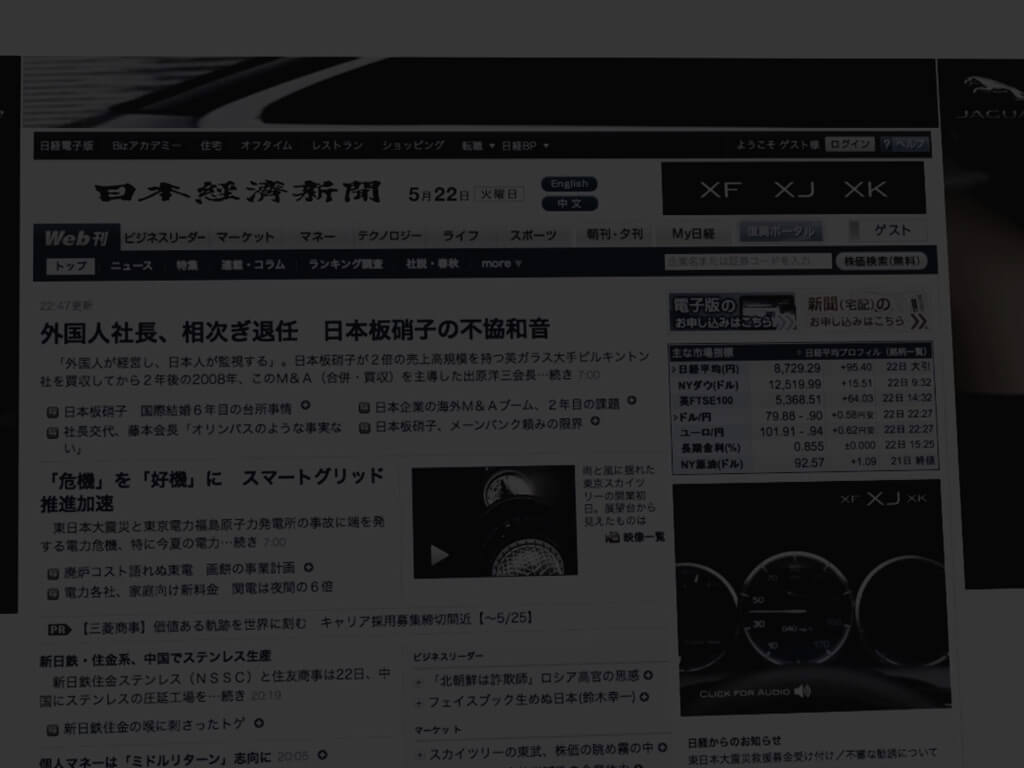 JAGUA
日経電子版 Bizアカデミー 住宅 オフタイム レストラン ショッピング 転職 ▼ 日経BP ▼
ようこそ ゲスト様 ログイン ? ヘルプ
日本経済新聞 5月22日 火曜日
English
中文
XF XJ XK
Web刊 ビジネスリーダー マーケット マネー テクノロジー ライフ スポーツ 朝刊・夕刊 My日経 復興ポータル ゲスト
トップ ニュース 特集 連載・コラム ランキング調査 社説・春秋 more ▼
企業名または証券コードを入力 株価検索(無料)
22:47更新
外国人社長、相次ぎ退任 日本板硝子の不協和音
「外国人が経営し、日本人が監視する」。日本板硝子が2倍の売上高規模を持つ英ガラス大手ピルキントン
社を買収してから2年後の2008年、このM&A(合併・買収)を主導した出原洋三会長…続き 7:00
日本板硝子 国際結婚6年目の台所事情
社長交代、藤本会長「オリンパスのような事実な
い」
日本企業の海外M&Aブーム、2年目の課題
日本板硝子、メーンバンク頼みの限界
「危機」を「好機」に スマートグリッド
推進加速
東日本大震災と東京電力福島原子力発電所の事故に端を発
する電力危機、特に今夏の電力…続き 7:00
廃炉コスト語れぬ東電 画餅の事業計画
電力各社、家庭向け新料金 関電は夜間の6倍
雨と風に揺れた
東京スカイツ
リーの開業初
日。展望台から
見えたものは
映像一覧
PR 【三菱商事】価値ある軌跡を世界に刻む キャリア採用募集締切間近【～5/25】
新日鉄・住金系、中国でステンレス生産
新日鉄住金ステンレス(NSSC)と住友商事は22日、中
国にステンレスの圧延工場を…続き 20:19
新日鉄住金の喉に刺さったトゲ
個人マネーは「ミドルリターン」志向に 20:05
ビジネスリーダー
「北朝鮮は詐欺師」ロシア高官の思惑
フェイスブック生めぬ日本(鈴木幸一)
マーケット
スカイツリーの東武、株価の眺め霧の中
電子版の
お申し込みはこちら
新聞(宅配)の
お申し込みはこちら
主な市場指標 日経平均プロフィル(銘柄一覧)
日経平均(円) 8,729.29 +95.40 22日 大引
NYダウ(ドル) 12,519.99 +15.51 22日 9:32
英FTSE100 5,368.51 +64.03 22日 14:32
ドル/円 79.88 - .90 +0.58円安 22日 22:27
ユーロ/円 101.91 - .94 +0.62円安 22日 22:27
長期金利(%) 0.855 ±0.000 22日 15:25
NY原油(ドル) 92.57 +1.09 21日 終値
XF XJ XK
50
30
10
CLICK FOR AUDIO
日経からのお知らせ
東日本大震災救援募金受け付け／不審な勧誘について